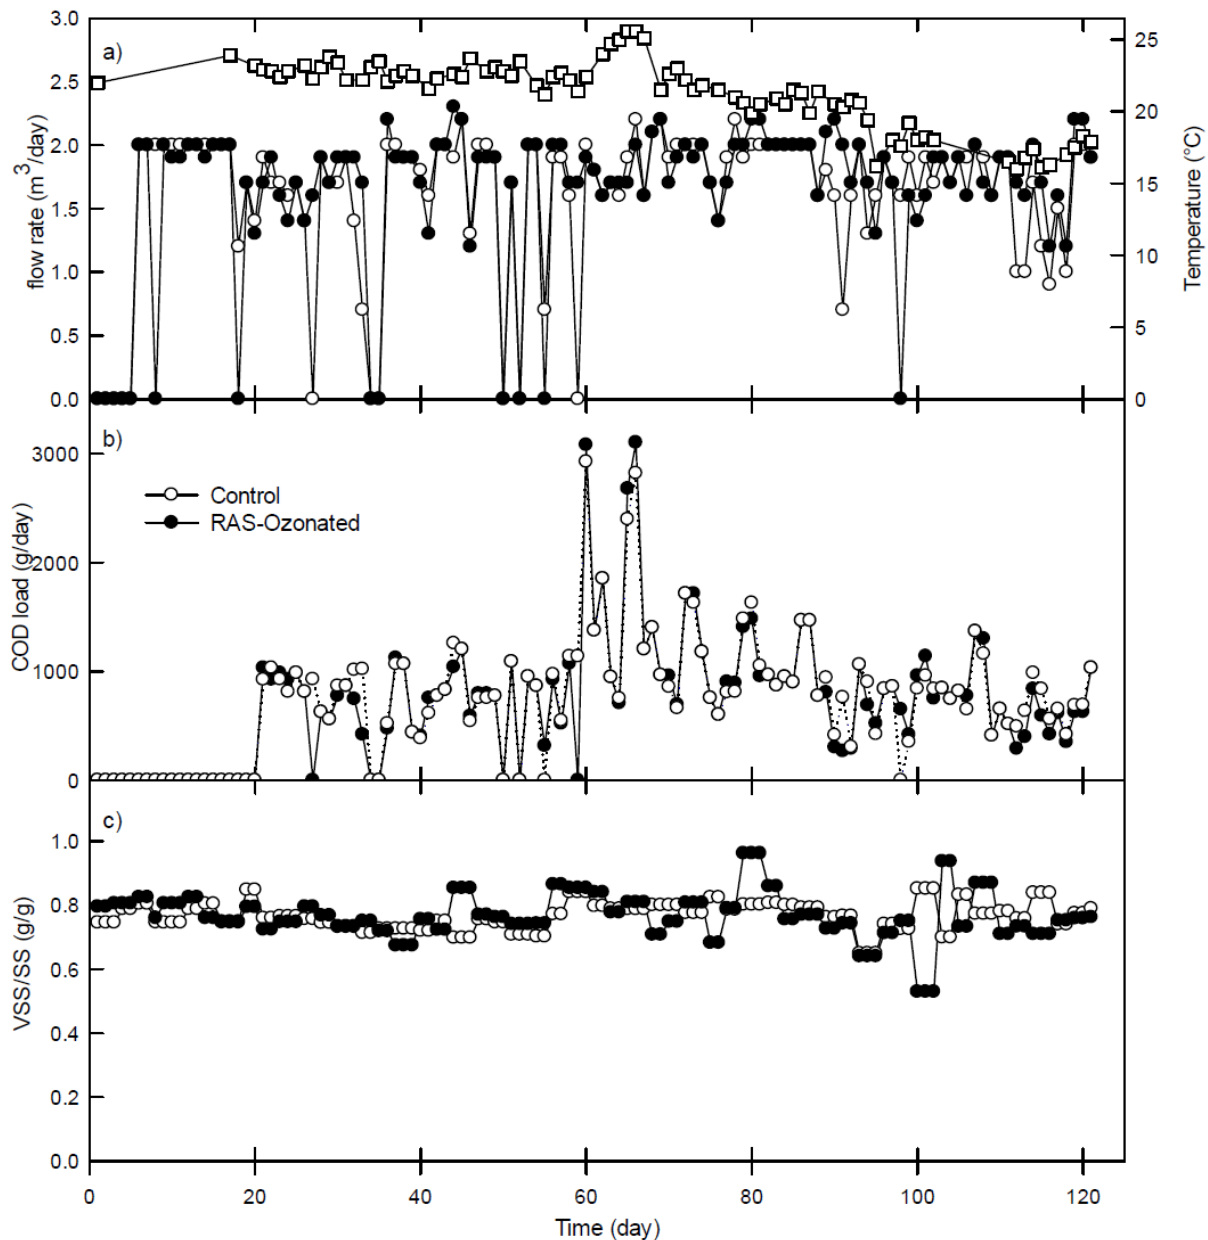 a)
3.0
2.5
2.0
1.5
1.0
0.5
0.0
flow rate (m³/day)
25
20
15
10
5
0
Temperature (°C)
b)
3000
2000
1000
0
COD load (g/day)
Control
RAS-Ozonated
c)
1.0
0.8
0.6
0.4
0.2
0.0
VSS/SS (g/g)
0 20 40 60 80 100 120
Time (day)